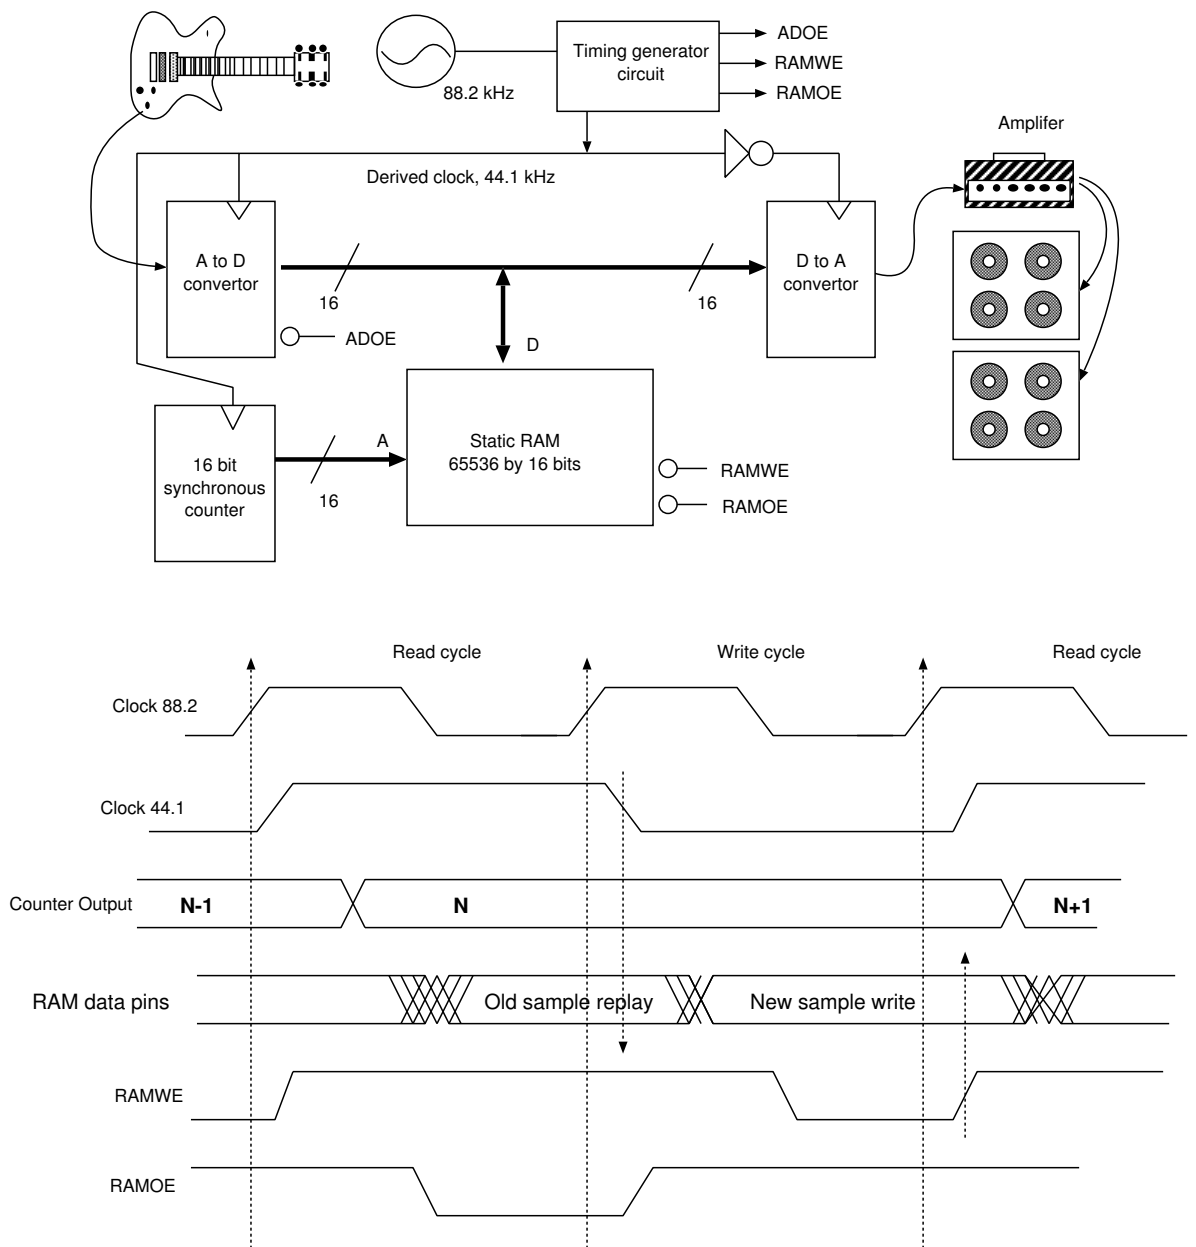 Timing generator
circuit
ADOE
RAMWE
RAMOE
88.2 kHz
Amplifer
Derived clock, 44.1 kHz
A to D
convertor
16
16
D to A
convertor
ADOE
D
16 bit
synchronous
counter
A
16
Static RAM
65536 by 16 bits
RAMWE
RAMOE
Read cycle
Write cycle
Read cycle
Clock 88.2
Clock 44.1
Counter Output
N-1
N
N+1
RAM data pins
Old sample replay
New sample write
RAMWE
RAMOE